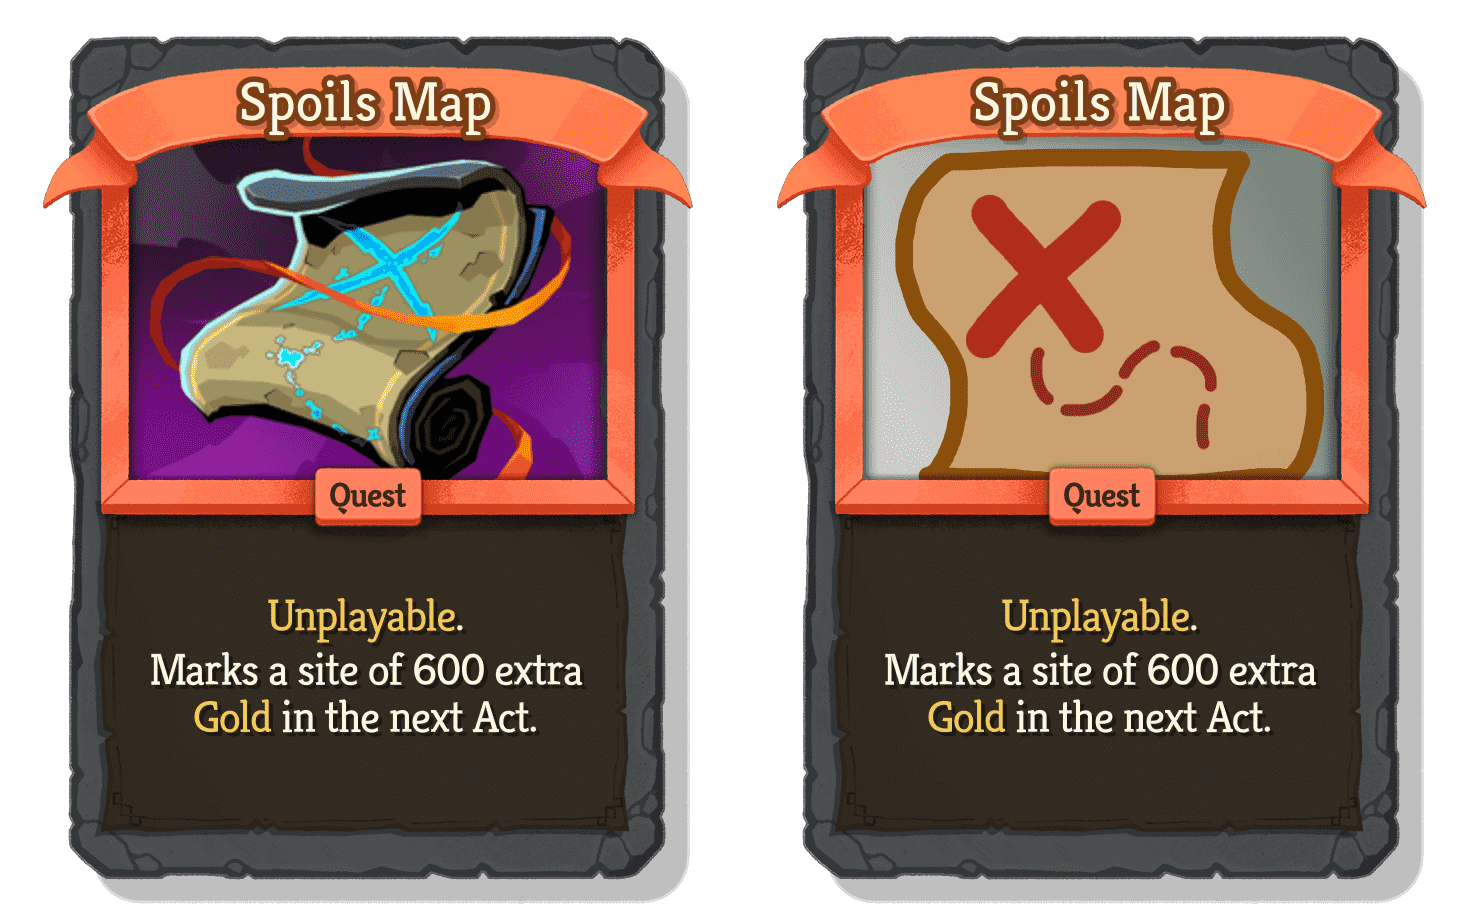 Spoils Map
Quest
Unplayable.
Marks a site of 600 extra
Gold in the next Act.
Spoils Map
Quest
Unplayable.
Marks a site of 600 extra
Gold in the next Act.